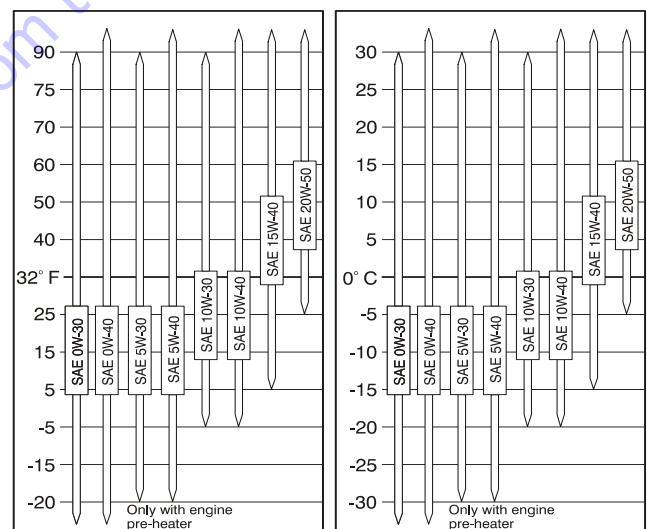 om t
90
75
70
60
50
40
32° F
25
15
5
-5
-15
-20
SAE 0W-30
SAE 0W-40
SAE 5W-30
SAE 5W-40
SAE 10W-30
SAE 10W-40
SAE 15W-40
SAE 20W-50
Only with engine
pre-heater
30
25
20
15
10
5
0° C
-5
-10
-15
-20
-25
-30
SAE 0W-30
SAE 0W-40
SAE 5W-30
SAE 5W-40
SAE 10W-30
SAE 10W-40
SAE 15W-40
SAE 20W-50
Only with engine
pre-heater